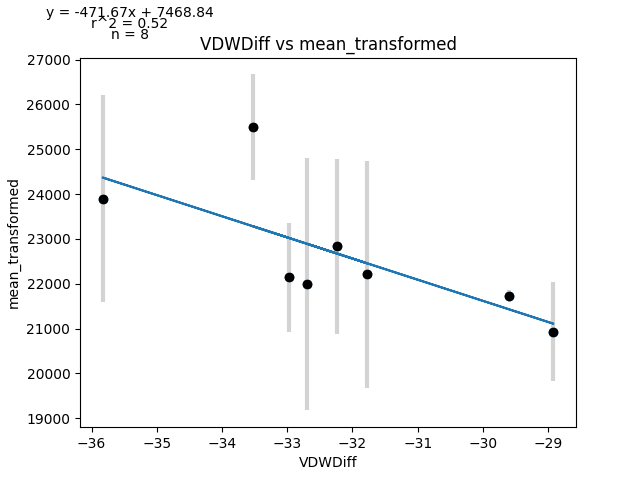 y = -471.67x + 7468.84
r^2 = 0.52
n = 8
VDWDiff vs mean_transformed
27000
26000
25000
24000
23000
22000
21000
20000
19000
mean_transformed
−36 −35 −34 −33 −32 −31 −30 −29
VDWDiff